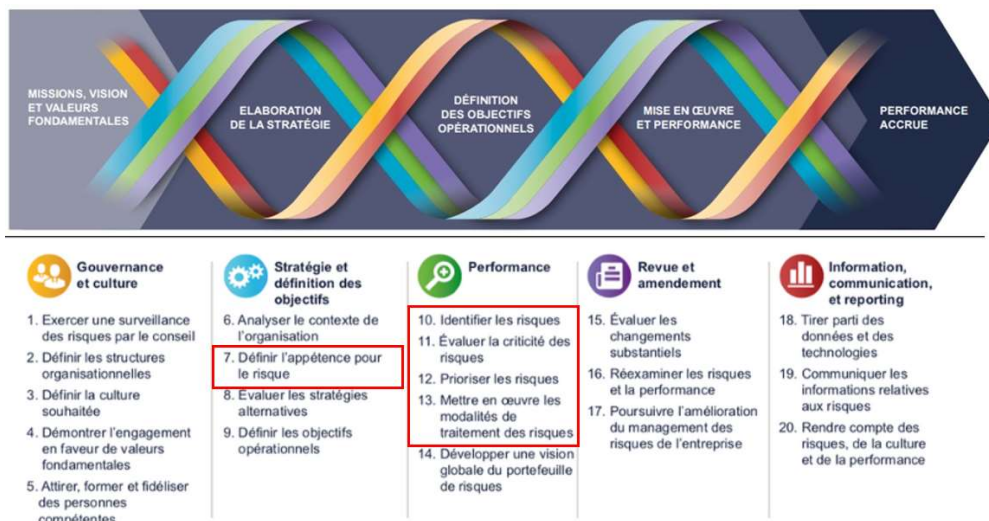 MISSIONS, VISION
ET VALEURS
FONDAMENTALES
ELABORATION
DE LA STRATÉGIE
DÉFINITION
DES OBJECTIFS
OPÉRATIONNELS
MISE EN ŒUVRE
ET PERFORMANCE
PERFORMANCE
ACCRUE
Gouvernance
et culture
1. Exercer une surveillance
des risques par le conseil
2. Définir les structures
organisationnelles
3. Définir la culture
souhaitée
4. Démontrer l'engagement
en faveur de valeurs
fondamentales
5. Attirer, former et fidéliser
des personnes
compétentes
Stratégie et
définition des
objectifs
6. Analyser le contexte de
l'organisation
7. Définir l'appétence pour
le risque
8. Evaluer les stratégies
alternatives
9. Définir les objectifs
opérationnels
Performance
10. Identifier les risques
11. Évaluer la criticité des
risques
12. Prioriser les risques
13. Mettre en œuvre les
modalités de
traitement des risques
14. Développer une vision
globale du portefeuille
de risques
Revue et
amendement
15. Évaluer les
changements
substantiels
16. Réexaminer les risques
et la performance
17. Poursuivre l'amélioration
du management des
risques de l'entreprise
Information,
communication,
et reporting
18. Tirer parti des
données et des
technologies
19. Communiquer les
informations relatives
aux risques
20. Rendre compte des
risques, de la culture
et de la performance